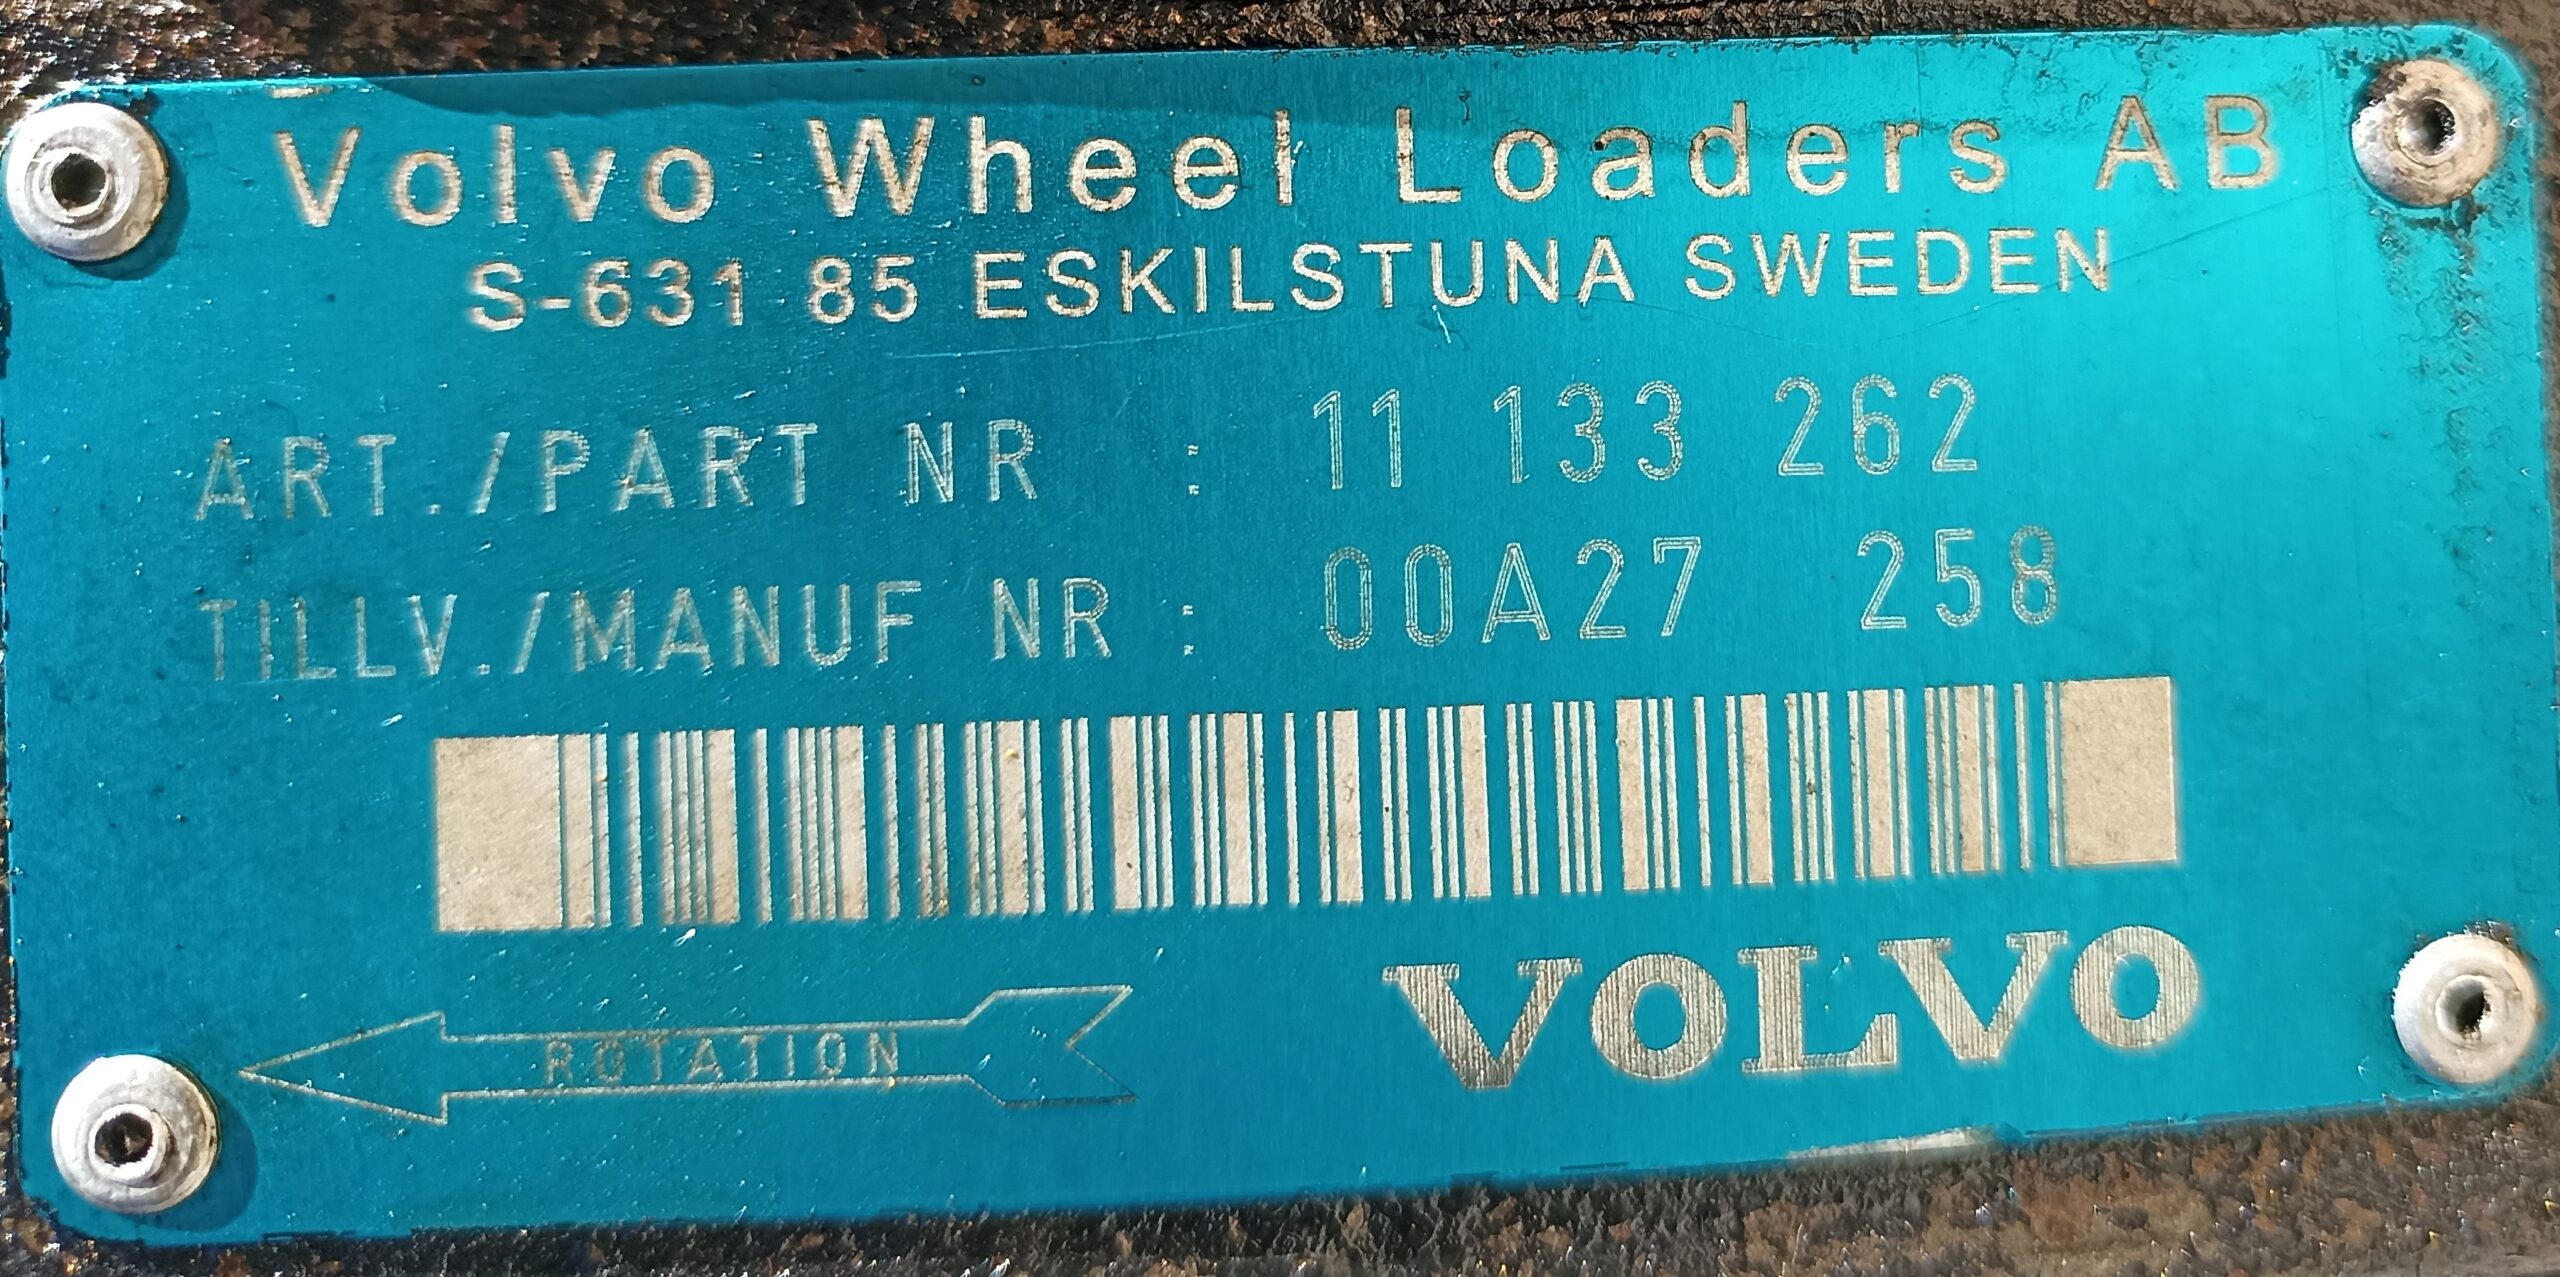 Volvo Wheel Loaders AB
S-631 85 ESKILSTUNA SWEDEN
ART./PART NR : 11 133 262
TILLV./MANUF NR : 00A27 258
ROTATION
VOLVO